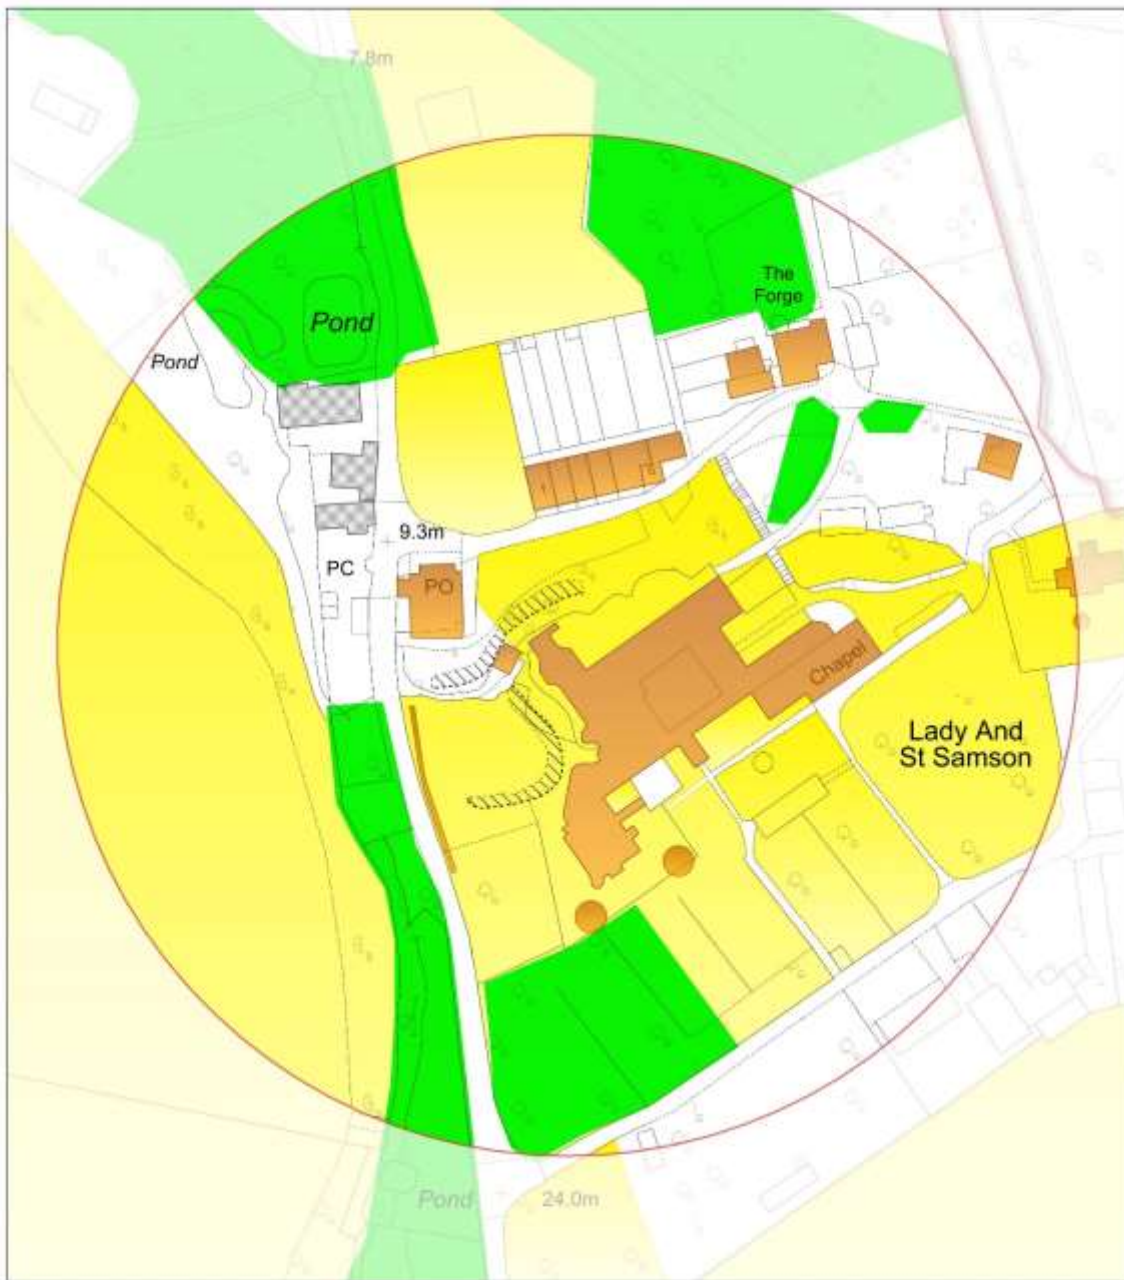 7.8m
The
Forge
Pond
Pond
9.3m
PC
PO
Chapel
Lady And
St Samson
Pond
24.0m